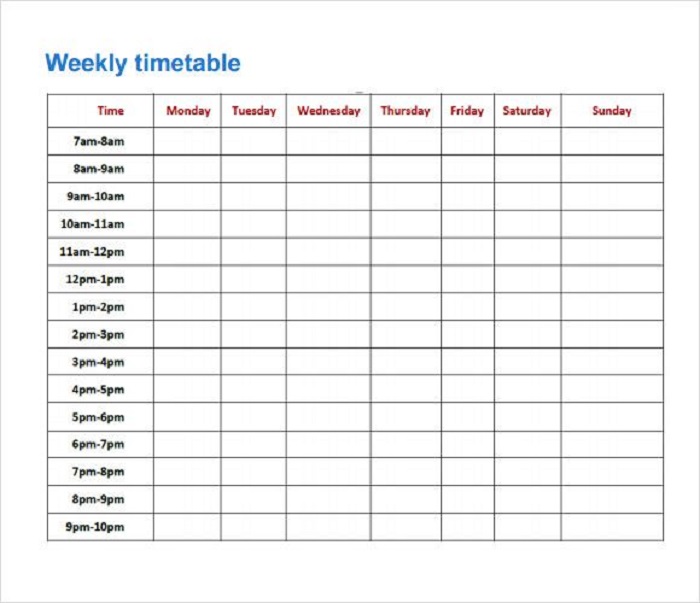 Weekly timetable
Time Monday Tuesday Wednesday Thursday Friday Saturday Sunday
7am-8am
8am-9am
9am-10am
10am-11am
11am-12pm
12pm-1pm
1pm-2pm
2pm-3pm
3pm-4pm
4pm-5pm
5pm-6pm
6pm-7pm
7pm-8pm
8pm-9pm
9pm-10pm